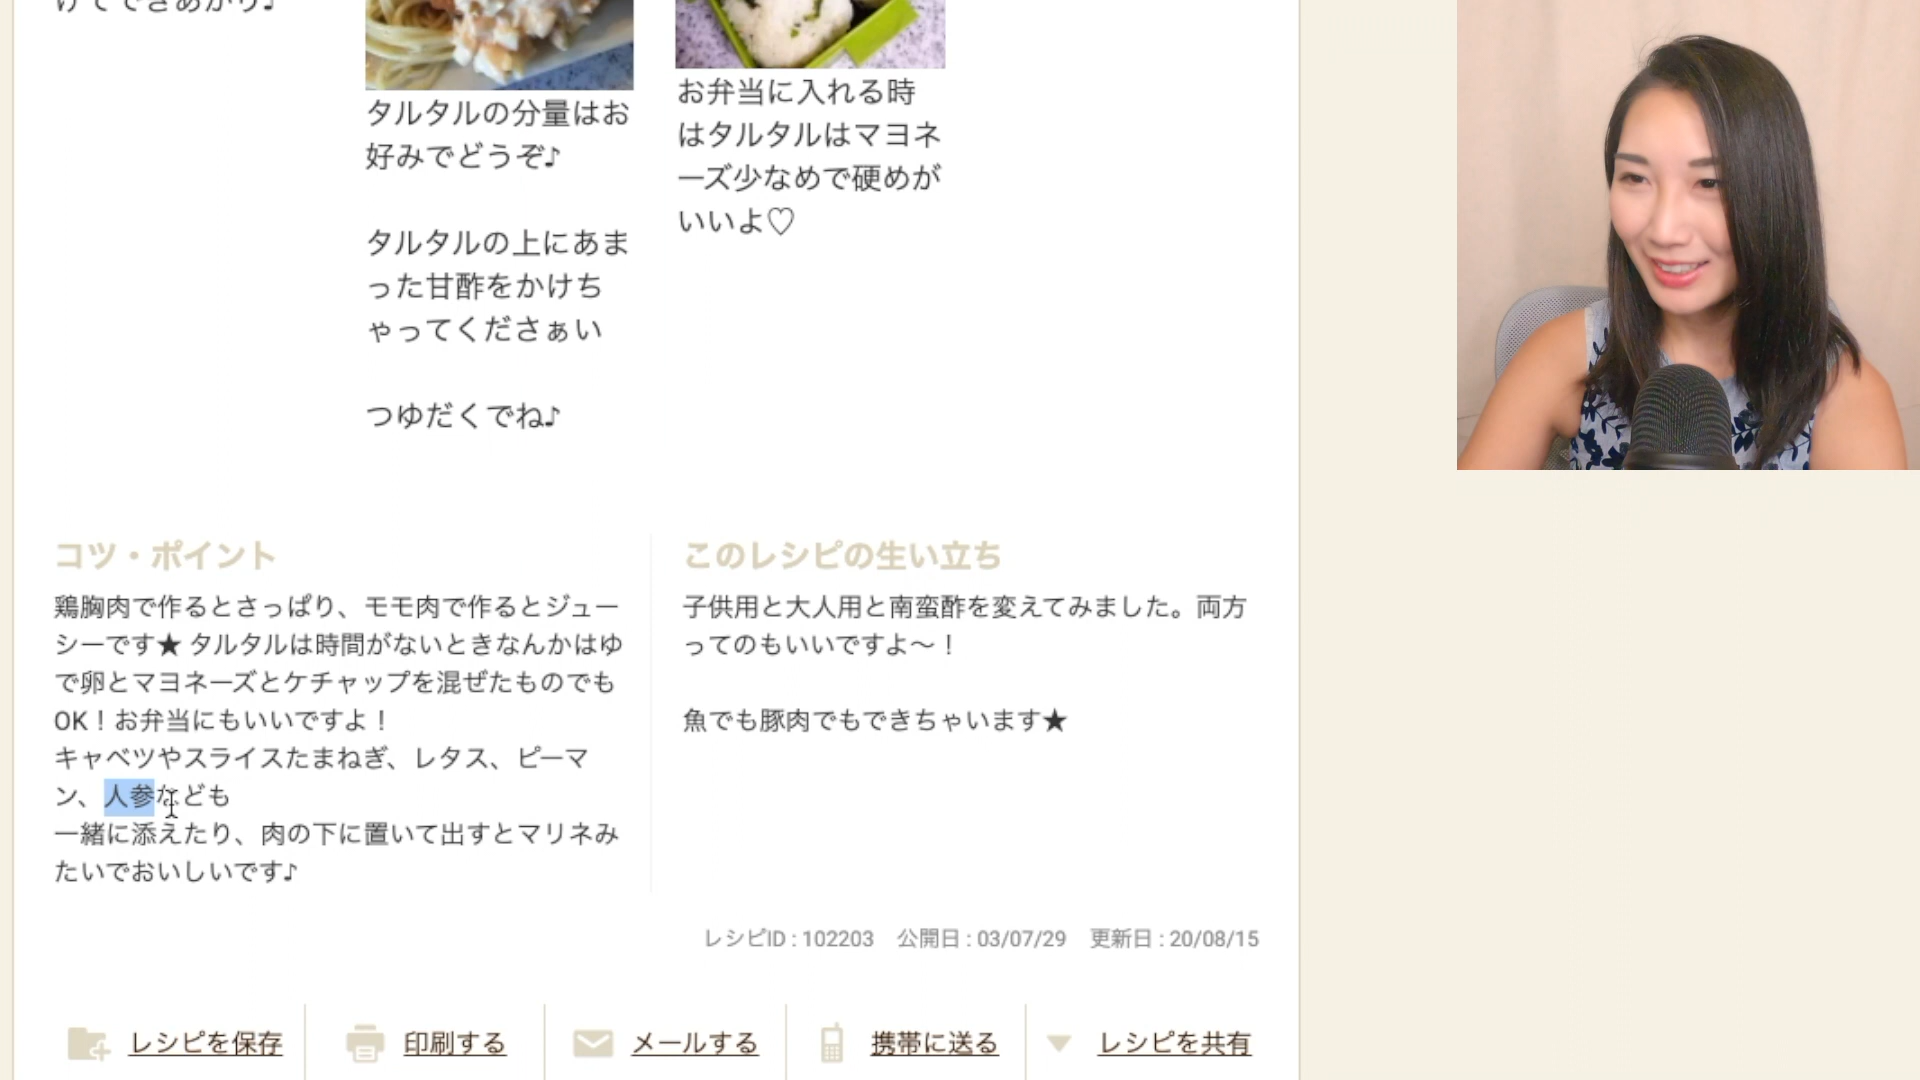 けてできあがり♪
タルタルの分量はお
好みでどうぞ♪
タルタルの上にあま
った甘酢をかけち
ゃってくださぁい
つゆだくでね♪
お弁当に入れる時
はタルタルはマヨネ
ーズ少なめで硬めが
いいよ♡
コツ・ポイント
鶏胸肉で作るとさっぱり、モモ肉で作るとジュー
シーです★ タルタルは時間がないときなんかはゆ
で卵とマヨネーズとケチャップを混ぜたものでも
OK！お弁当にもいいですよ！
キャベツやスライスたまねぎ、レタス、ピーマ
ン、人参なども
一緒に添えたり、肉の下に置いて出すとマリネみ
たいでおいしいです♪
このレシピの生い立ち
子供用と大人用と南蛮酢を変えてみました。両方
ってのもいいですよ～！
魚でも豚肉でもできちゃいます★
レシピID : 102203 公開日 : 03/07/29 更新日 : 20/08/15
レシピを保存
印刷する
メールする
携帯に送る
レシピを共有